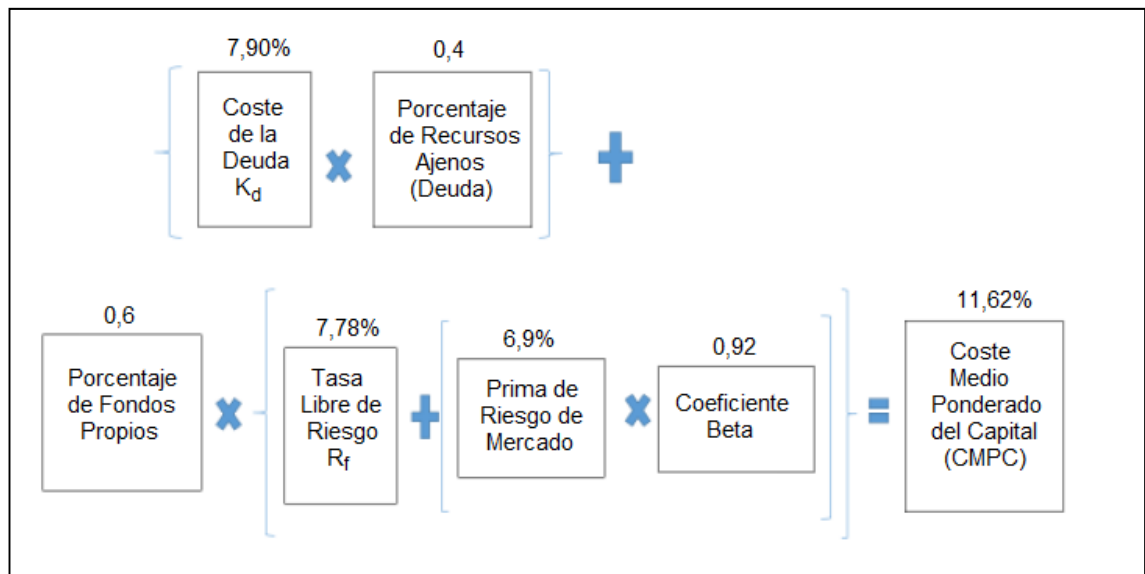 7,90%
0,4
Coste
de la
Deuda
Kd
Porcentaje
de Recursos
Ajenos
(Deuda)
0,6
7,78%
6,9%
0,92
11,62%
Porcentaje
de Fondos
Propios
Tasa
Libre de
Riesgo
Rf
Prima de
Riesgo de
Mercado
Coeficiente
Beta
Coste
Medio
Ponderado
del Capital
(CMPC)